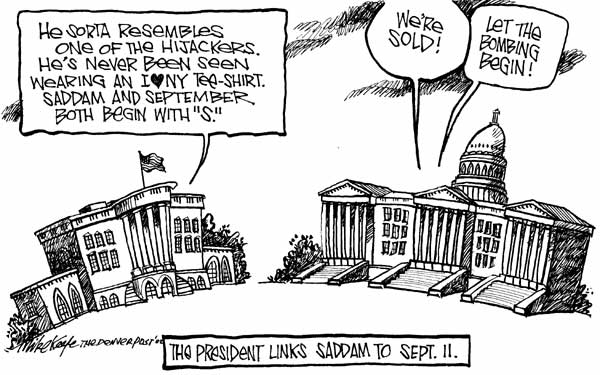 HE SORTA RESEMBLES
ONE OF THE HIJACKERS.
HE'S NEVER BEEN SEEN
WEARING AN I♥NY TEE-SHIRT.
SADDAM AND SEPTEMBER
BOTH BEGIN WITH "S."
WE'RE
SOLD!
LET THE
BOMBING
BEGIN!
MIKE KEEFE THE DENVER POST '02
THE PRESIDENT LINKS SADDAM TO SEPT. 11.